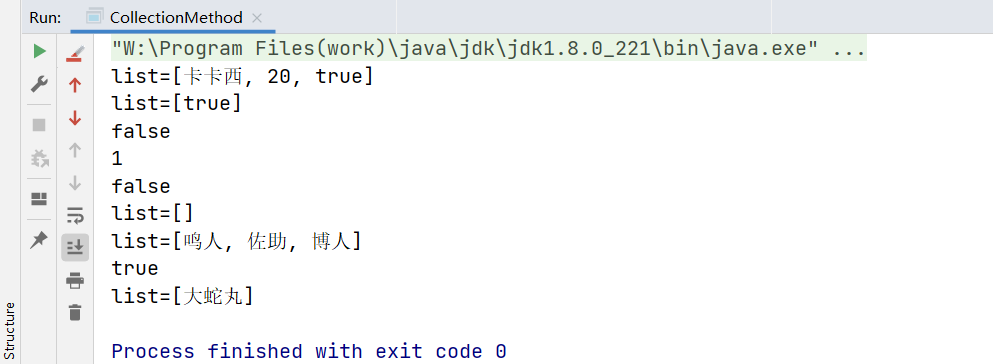 Run: CollectionMethod
"W:\Program Files(work)\java\jdk\jdk1.8.0_221\bin\java.exe" ...
list=[卡卡西, 20, true]
list=[true]
false
1
false
list=[]
list=[鸣人, 佐助, 博人]
true
list=[大蛇丸]
Process finished with exit code 0
Structure